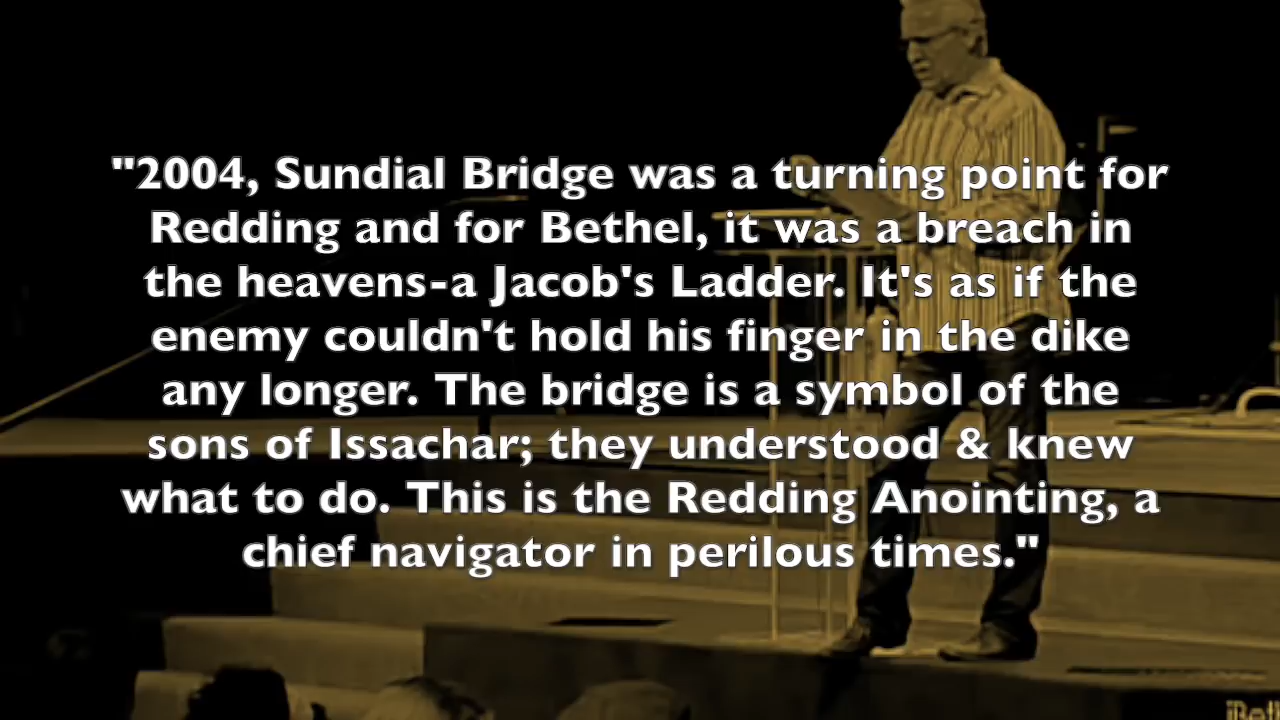 "2004, Sundial Bridge was a turning point for
Redding and for Bethel, it was a breach in
the heavens-a Jacob's Ladder. It's as if the
enemy couldn't hold his finger in the dike
any longer. The bridge is a symbol of the
sons of Issachar; they understood & knew
what to do. This is the Redding Anointing, a
chief navigator in perilous times."